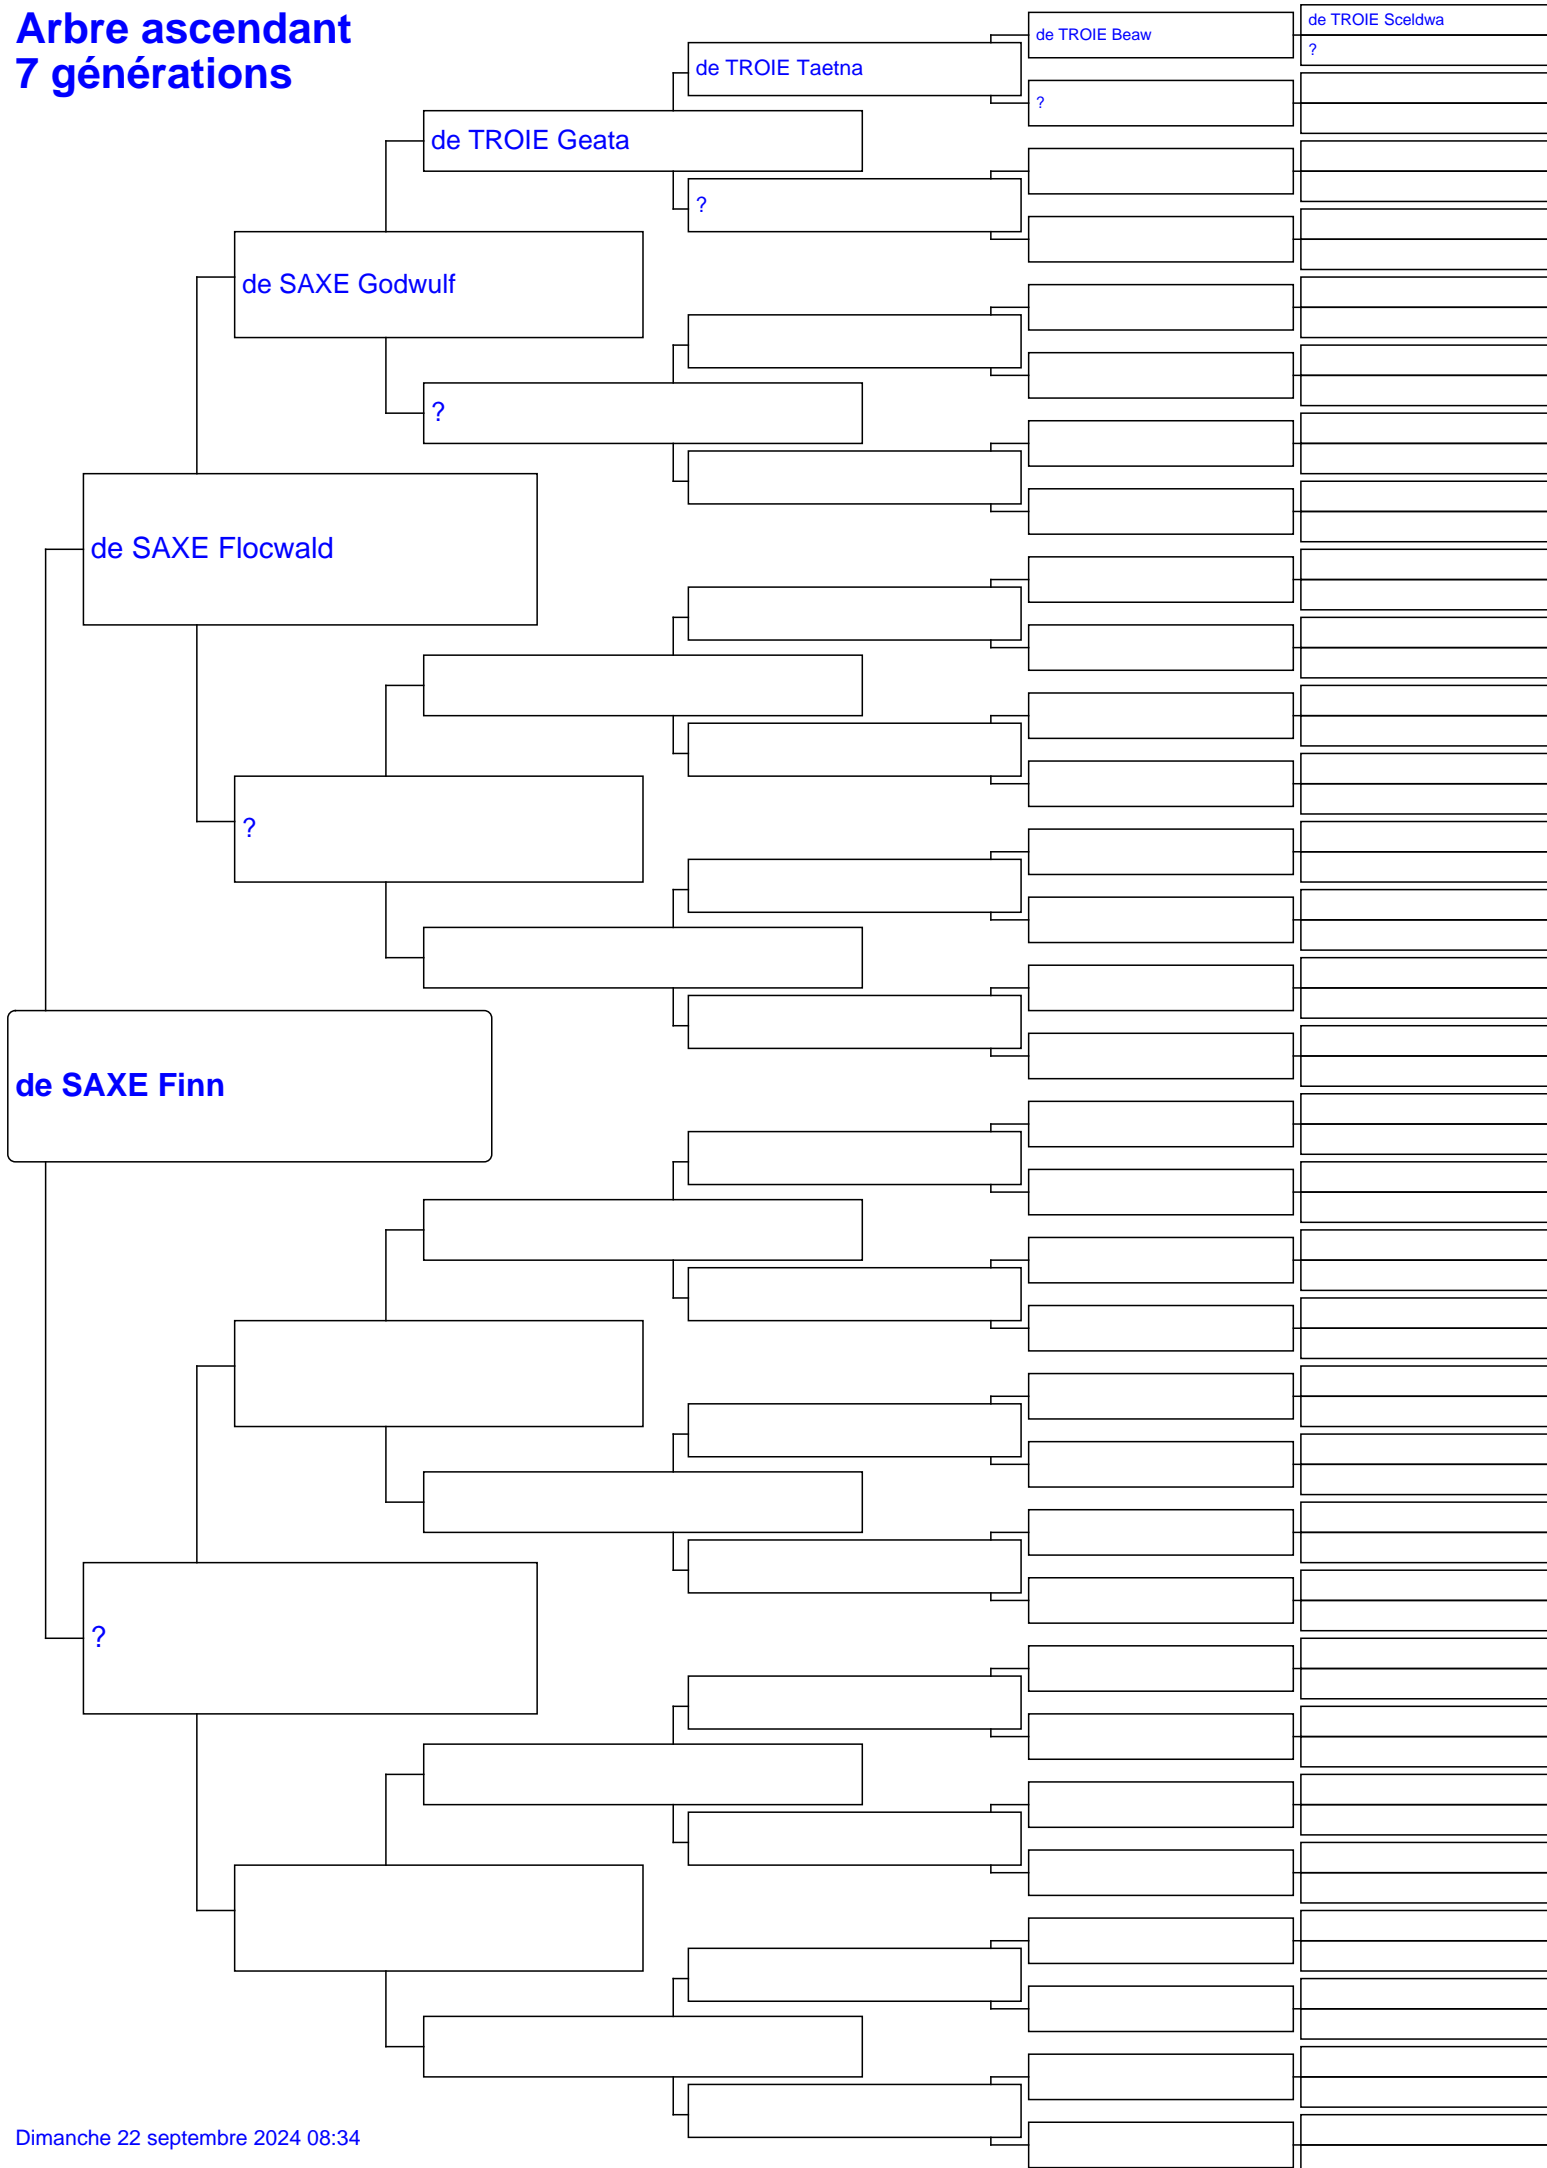 Arbre ascendant
7 générations
de TROIE Sceldwa
de TROIE Beaw
?
de TROIE Taetna
?
de TROIE Geata
?
de SAXE Godwulf
?
de SAXE Flocwald
?
de SAXE Finn
?
Dimanche 22 septembre 2024 08:34